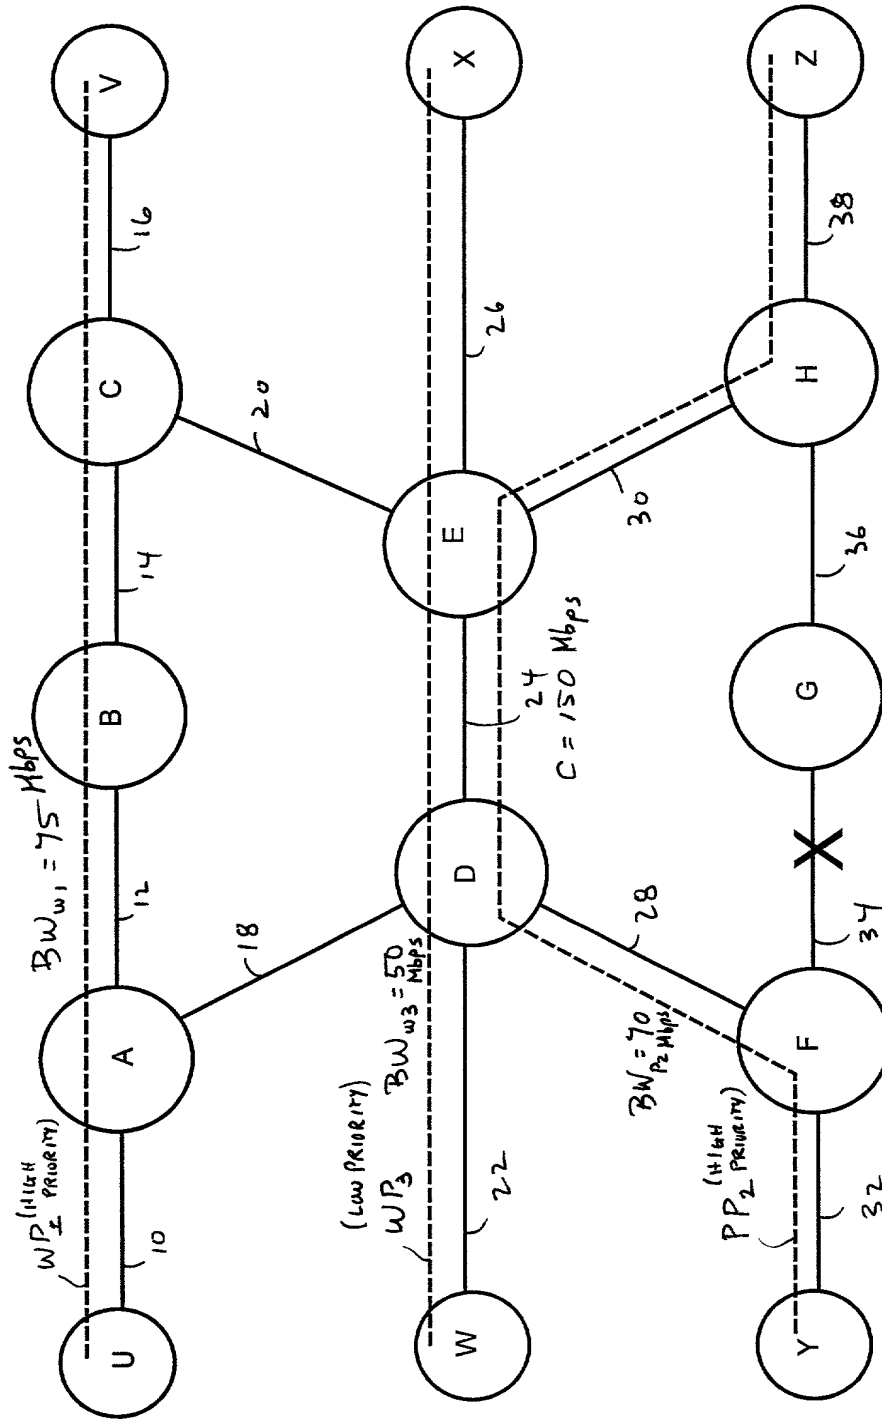 WP1 (HIGH PRIORITY)
BWw1 = 75 Mbps
U
10
A
12
B
14
C
16
V
18
20
(LOW PRIORITY)
WP3
BWw3 = 50 Mbps
W
22
D
24
C = 150 Mbps
E
26
X
28
30
BWP2 = 70 Mbps
PP2 (HIGH PRIORITY)
Y
32
F
34
X
G
36
H
38
Z